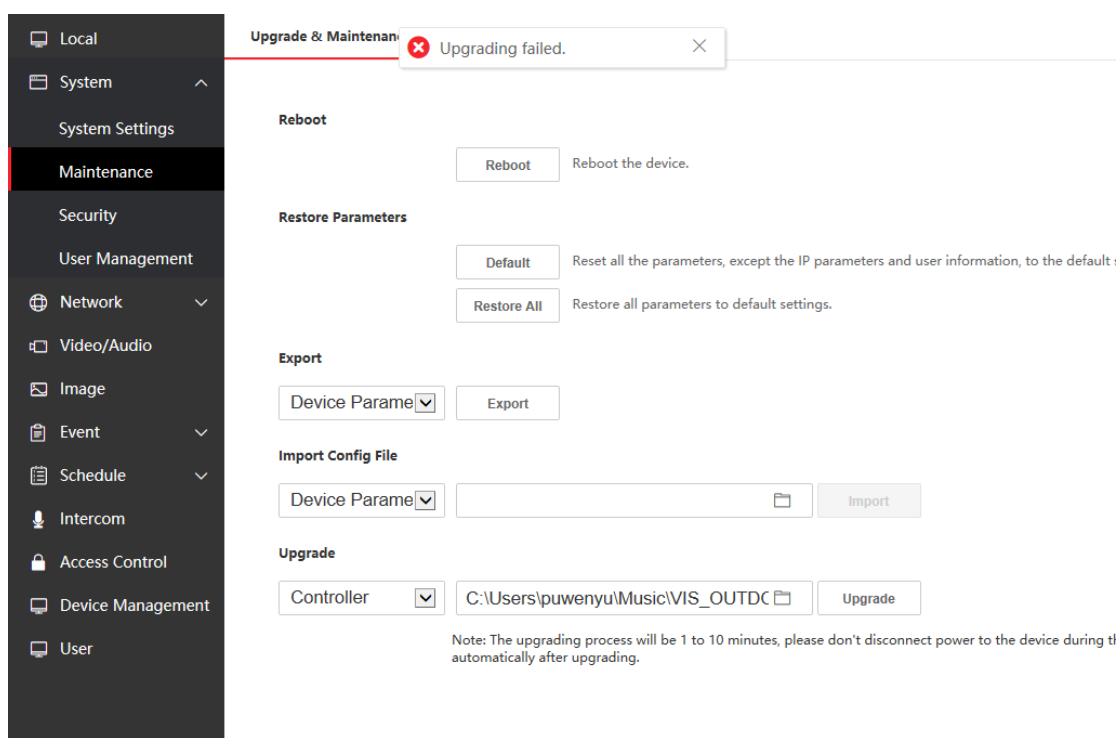 Local
System
System Settings
Maintenance
Security
User Management
Network
Video/Audio
Image
Event
Schedule
Intercom
Access Control
Device Management
User
Upgrade & Maintenan
Upgrading failed.
Reboot
Reboot Reboot the device.
Restore Parameters
Default Reset all the parameters, except the IP parameters and user information, to the default
Restore All Restore all parameters to default settings.
Export
Device Parame Export
Import Config File
Device Parame Import
Upgrade
Controller C:\Users\puwenyu\Music\VIS_OUTDC Upgrade
Note: The upgrading process will be 1 to 10 minutes, please don't disconnect power to the device during
automatically after upgrading.